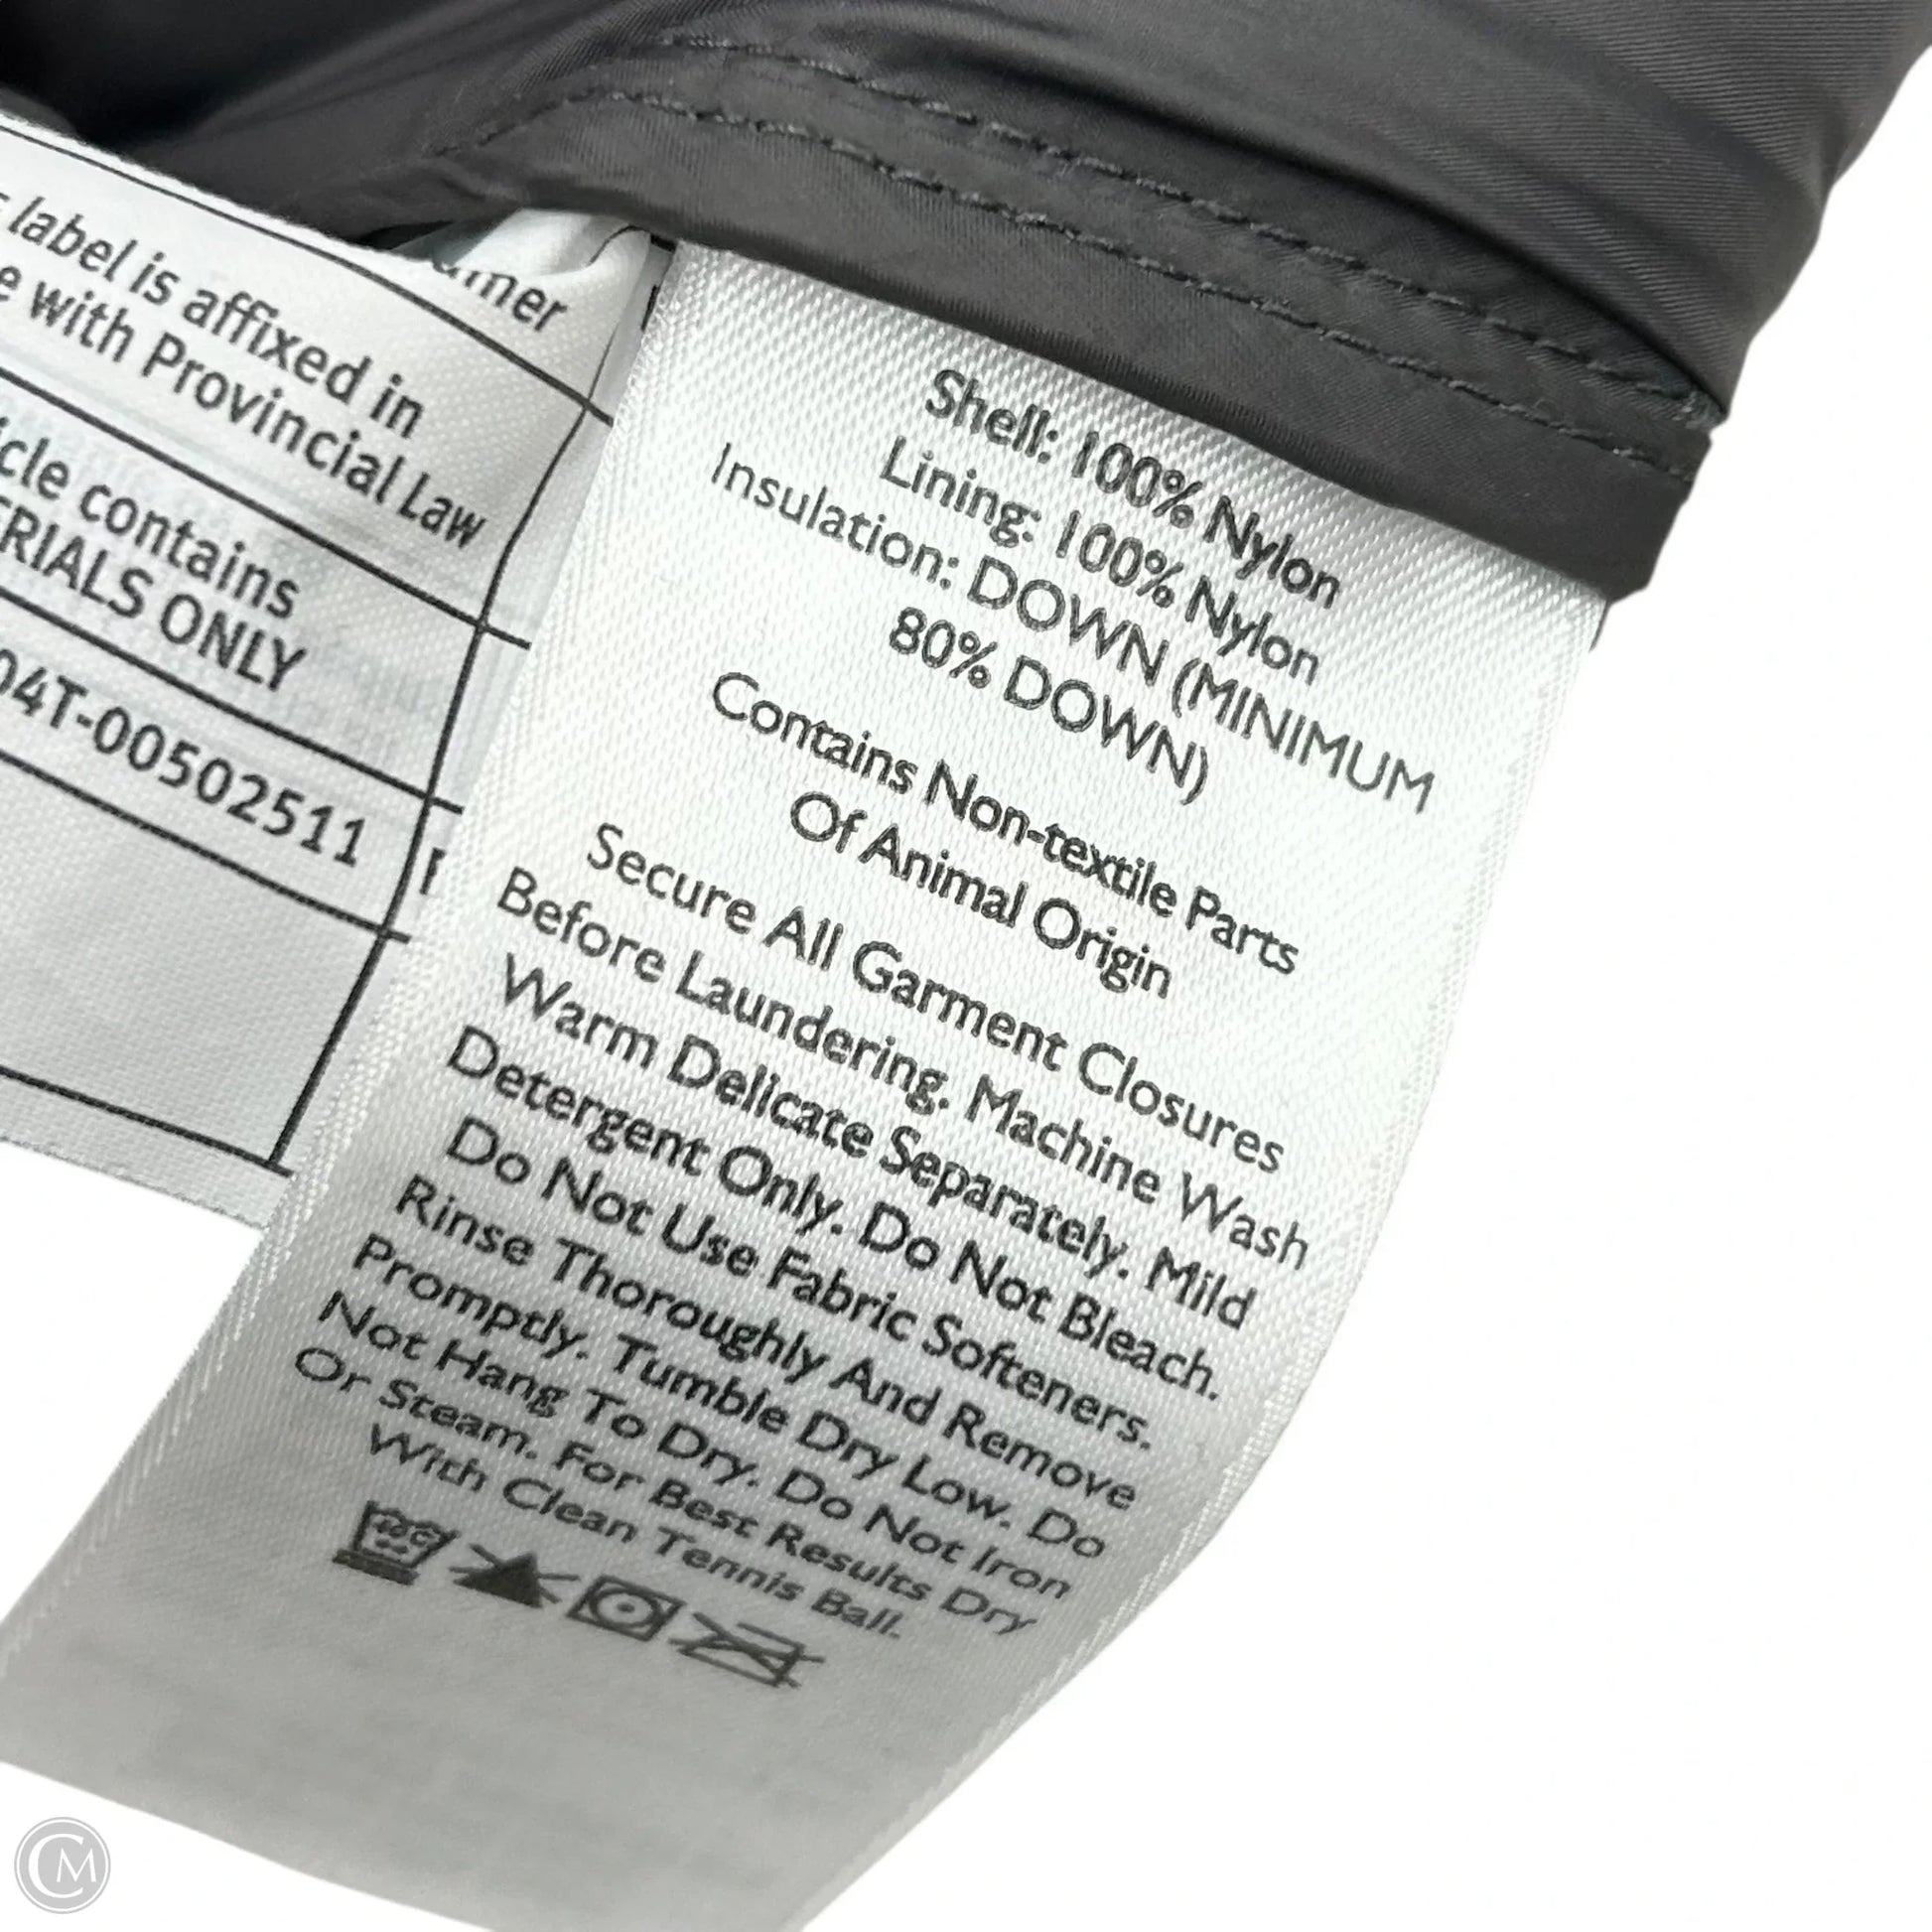 label is affixed in
with Provincial Law
contains
ONLY
04T-00502511
Shell: 100% Nylon
Lining: 100% Nylon
Insulation: DOWN (MINIMUM
80% DOWN)
Contains Non-textile Parts
Of Animal Origin
Secure All Garment Closures
Before Laundering. Machine Wash
Warm Delicate Separately. Mild
Detergent Only. Do Not Bleach.
Do Not Use Fabric Softeners.
Rinse Thoroughly And Remove
Promptly. Tumble Dry Low. Do
Not Hang To Dry. Do Not Iron
Or Steam. For Best Results Dry
With Clean Tennis Ball.
CM